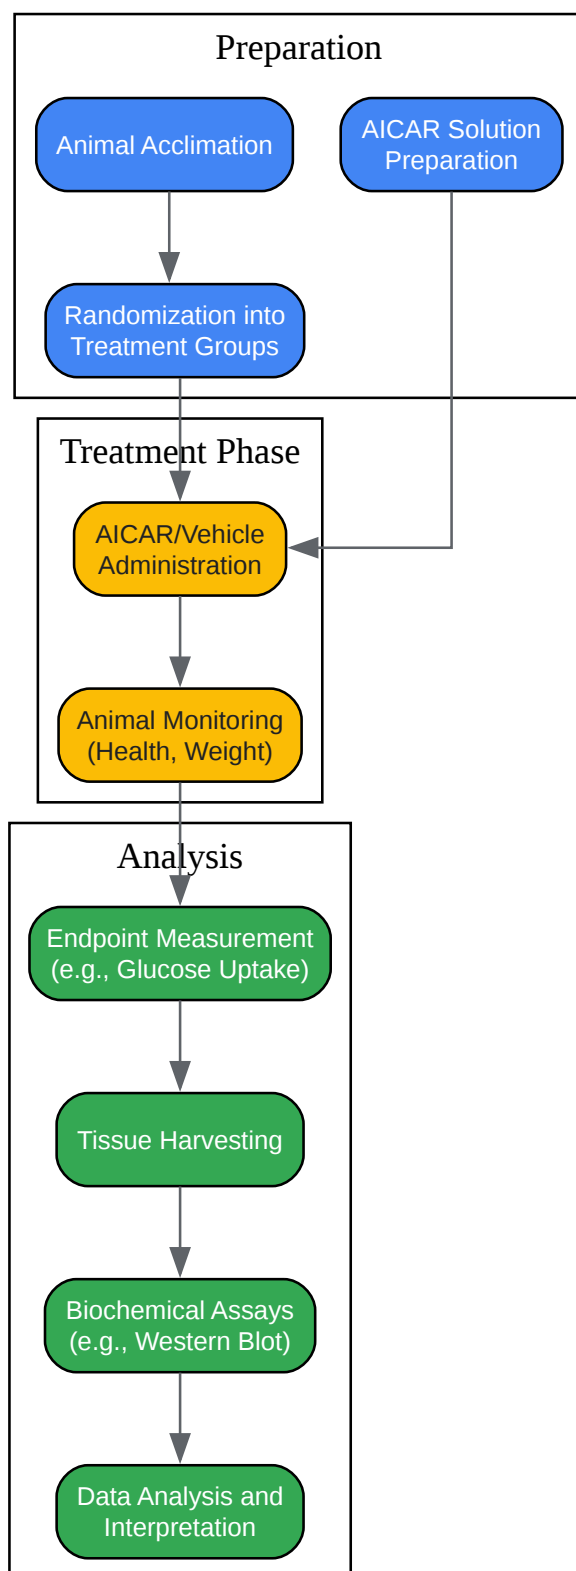 Preparation
Animal Acclimation
AICAR Solution
Preparation
Randomization into
Treatment Groups
Treatment Phase
AICAR/Vehicle
Administration
Animal Monitoring
(Health, Weight)
Analysis
Endpoint Measurement
(e.g., Glucose Uptake)
Tissue Harvesting
Biochemical Assays
(e.g., Western Blot)
Data Analysis and
Interpretation